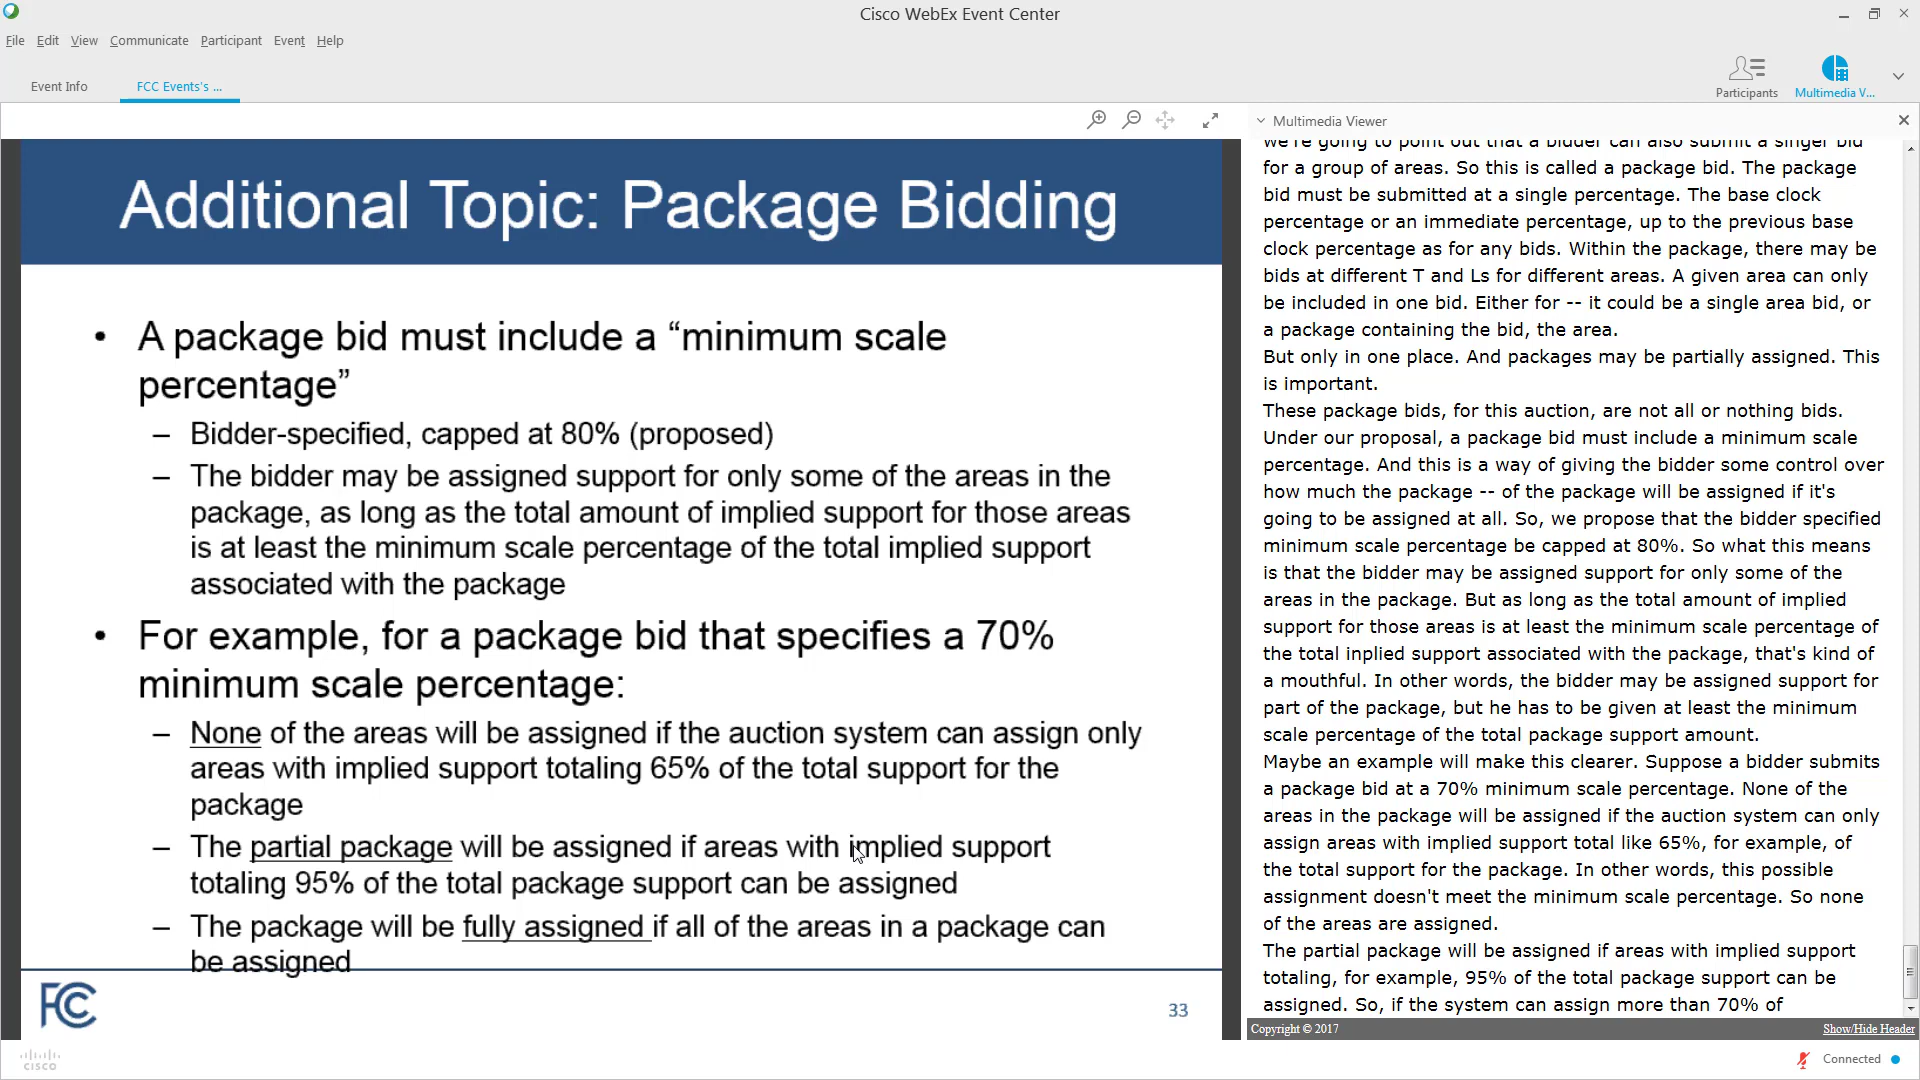 Cisco WebEx Event Center
File Edit View Communicate Participant Event Help
Event Info
FCC Events's ...
Participants
Multimedia V...
Additional Topic: Package Bidding
• A package bid must include a “minimum scale
percentage”
– Bidder-specified, capped at 80% (proposed)
– The bidder may be assigned support for only some of the areas in the
package, as long as the total amount of implied support for those areas
is at least the minimum scale percentage of the total implied support
associated with the package
• For example, for a package bid that specifies a 70%
minimum scale percentage:
– None of the areas will be assigned if the auction system can assign only
areas with implied support totaling 65% of the total support for the
package
– The partial package will be assigned if areas with implied support
totaling 95% of the total package support can be assigned
– The package will be fully assigned if all of the areas in a package can
be assigned
FCC
33
cisco
Multimedia Viewer
we're going to point out that a bidder can also submit a singer bid
for a group of areas. So this is called a package bid. The package
bid must be submitted at a single percentage. The base clock
percentage or an immediate percentage, up to the previous base
clock percentage as for any bids. Within the package, there may be
bids at different T and Ls for different areas. A given area can only
be included in one bid. Either for -- it could be a single area bid, or
a package containing the bid, the area.
But only in one place. And packages may be partially assigned. This
is important.
These package bids, for this auction, are not all or nothing bids.
Under our proposal, a package bid must include a minimum scale
percentage. And this is a way of giving the bidder some control over
how much the package -- of the package will be assigned if it's
going to be assigned at all. So, we propose that the bidder specified
minimum scale percentage be capped at 80%. So what this means
is that the bidder may be assigned support for only some of the
areas in the package. But as long as the total amount of implied
support for those areas is at least the minimum scale percentage of
the total inplied support associated with the package, that's kind of
a mouthful. In other words, the bidder may be assigned support for
part of the package, but he has to be given at least the minimum
scale percentage of the total package support amount.
Maybe an example will make this clearer. Suppose a bidder submits
a package bid at a 70% minimum scale percentage. None of the
areas in the package will be assigned if the auction system can only
assign areas with implied support total like 65%, for example, of
the total support for the package. In other words, this possible
assignment doesn't meet the minimum scale percentage. So none
of the areas are assigned.
The partial package will be assigned if areas with implied support
totaling, for example, 95% of the total package support can be
assigned. So, if the system can assign more than 70% of
Copyright © 2017
Show/Hide Header
Connected